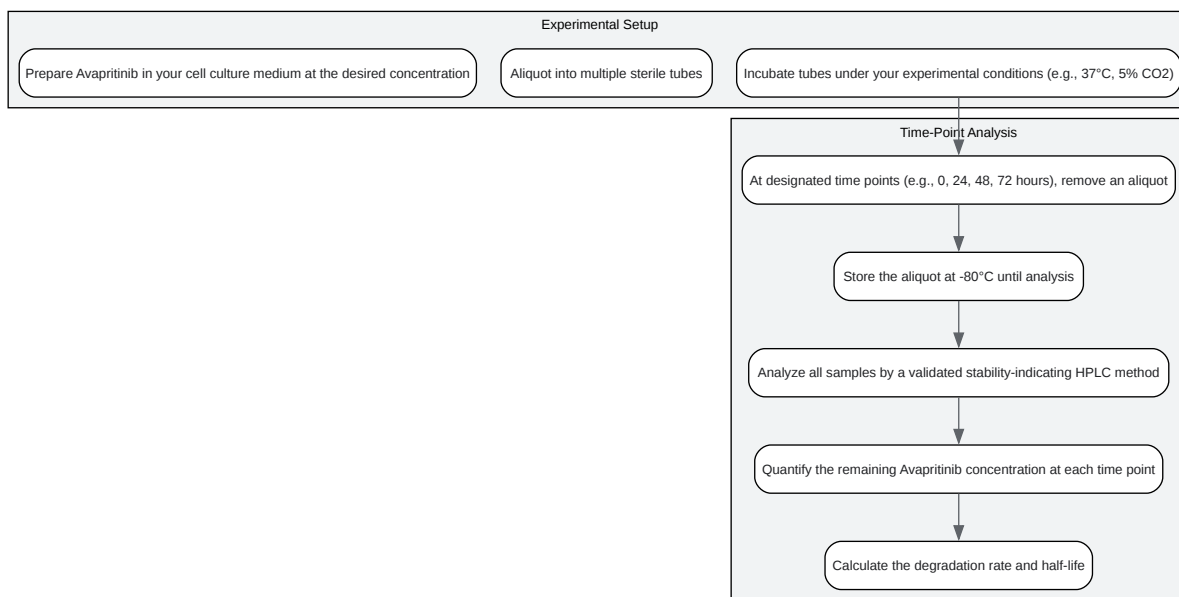 Experimental Setup
Prepare Avapritinib in your cell culture medium at the desired concentration
Aliquot into multiple sterile tubes
Incubate tubes under your experimental conditions (e.g., 37°C, 5% CO2)
Time-Point Analysis
At designated time points (e.g., 0, 24, 48, 72 hours), remove an aliquot
Store the aliquot at -80°C until analysis
Analyze all samples by a validated stability-indicating HPLC method
Quantify the remaining Avapritinib concentration at each time point
Calculate the degradation rate and half-life